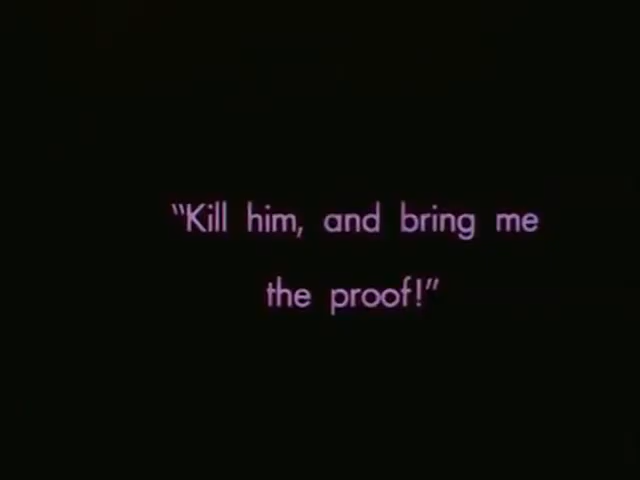 “Kill him, and bring me
the proof!”